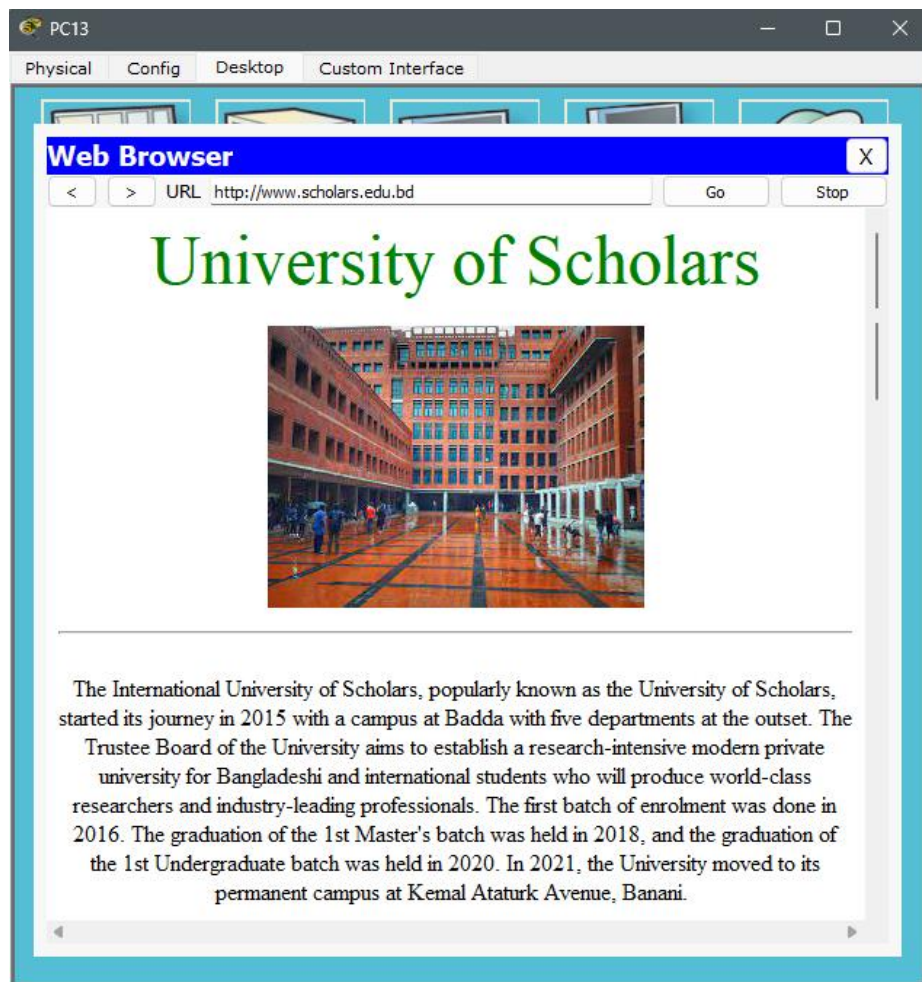 PC13
Physical Config Desktop Custom Interface
Web Browser
X
< > URL http://www.scholars.edu.bd Go Stop
University of Scholars
The International University of Scholars, popularly known as the University of Scholars,
started its journey in 2015 with a campus at Badda with five departments at the outset. The
Trustee Board of the University aims to establish a research-intensive modern private
university for Bangladeshi and international students who will produce world-class
researchers and industry-leading professionals. The first batch of enrolment was done in
2016. The graduation of the 1st Master's batch was held in 2018, and the graduation of
the 1st Undergraduate batch was held in 2020. In 2021, the University moved to its
permanent campus at Kemal Ataturk Avenue, Banani.